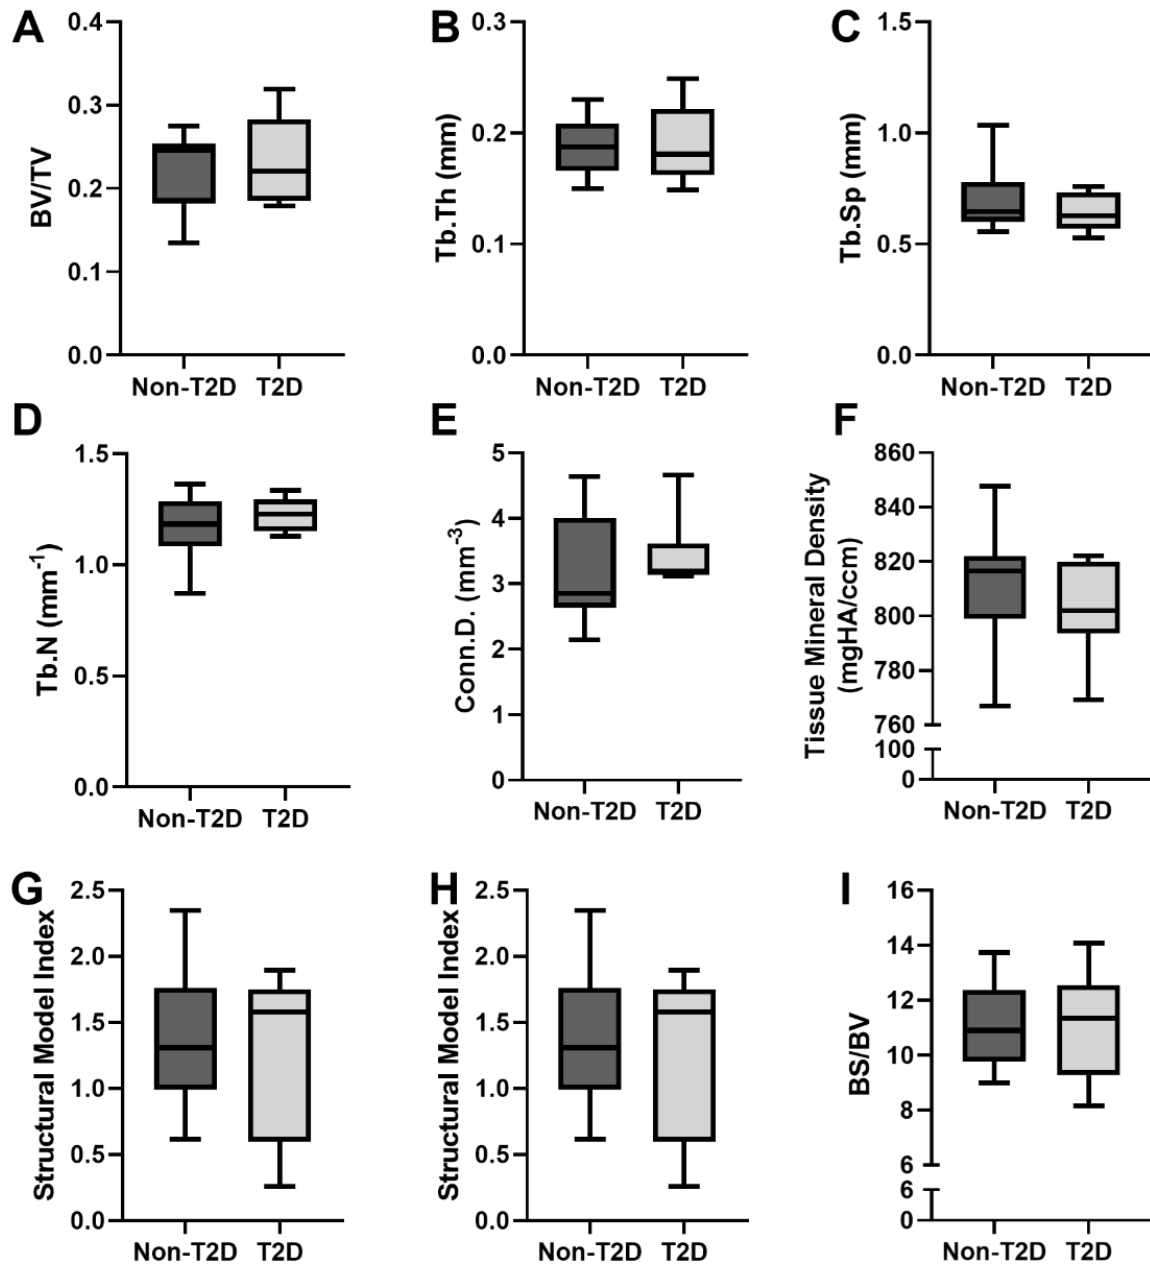 A
BV/TV
0.4
0.3
0.2
0.1
0.0
Non-T2D T2D
B
Tb.Th (mm)
0.3
0.2
0.1
0.0
Non-T2D T2D
C
Tb.Sp (mm)
1.5
1.0
0.5
0.0
Non-T2D T2D
D
Tb.N (mm⁻¹)
1.5
1.0
0.5
0.0
Non-T2D T2D
E
Conn.D. (mm⁻³)
5
4
3
2
1
0
Non-T2D T2D
F
Tissue Mineral Density
(mgHA/ccm)
860
840
820
800
780
760
100
0
Non-T2D T2D
G
Structural Model Index
2.5
2.0
1.5
1.0
0.5
0.0
Non-T2D T2D
H
Structural Model Index
2.5
2.0
1.5
1.0
0.5
0.0
Non-T2D T2D
I
BS/BV
16
14
12
10
8
6
6
0
Non-T2D T2D